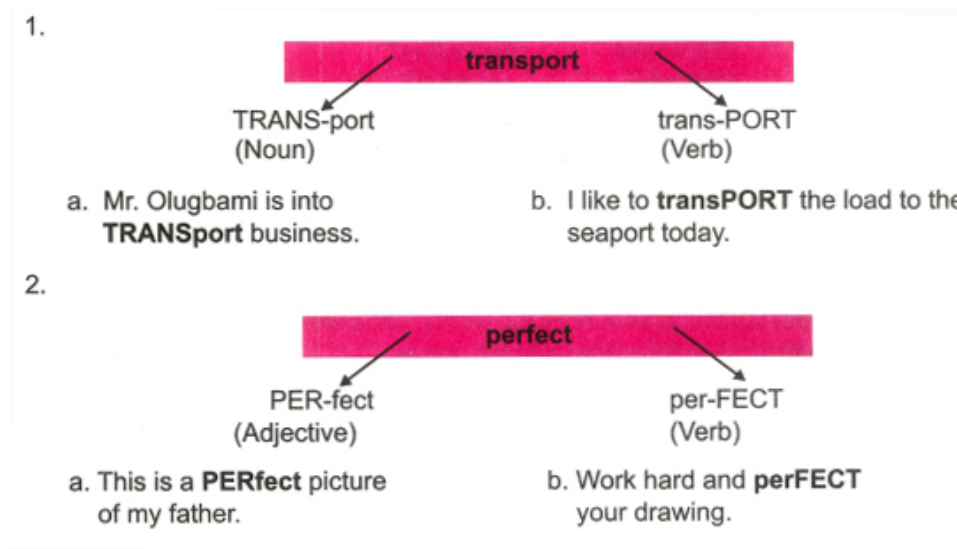 1.
transport
TRANS-port trans-PORT
(Noun) (Verb)
a. Mr. Olugbami is into b. I like to transPORT the load to the
TRANSport business. seaport today.
2.
perfect
PER-fect per-FECT
(Adjective) (Verb)
a. This is a PERfect picture b. Work hard and perFECT
of my father. your drawing.